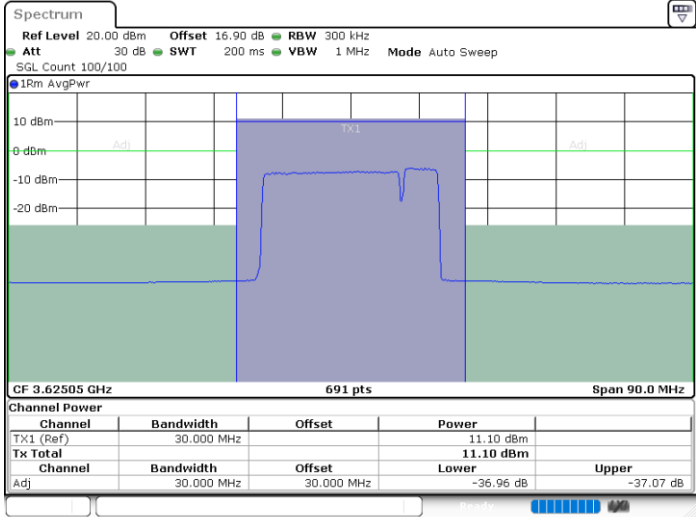 Spectrum
Ref Level 20.00 dBm Offset 16.90 dB RBW 300 kHz
Att 30 dB SWT 200 ms VBW 1 MHz Mode Auto Sweep
SGL Count 100/100
1Rm AvgPwr
10 dBm
TX1
Adj Adj
0 dBm
-10 dBm
-20 dBm
CF 3.62505 GHz 691 pts Span 90.0 MHz
Channel Power
Channel Bandwidth Offset Power
TX1 (Ref) 30.000 MHz 11.10 dBm
Tx Total 11.10 dBm
Channel Bandwidth Offset Lower Upper
Adj 30.000 MHz 30.000 MHz -36.96 dB -37.07 dB
Ready